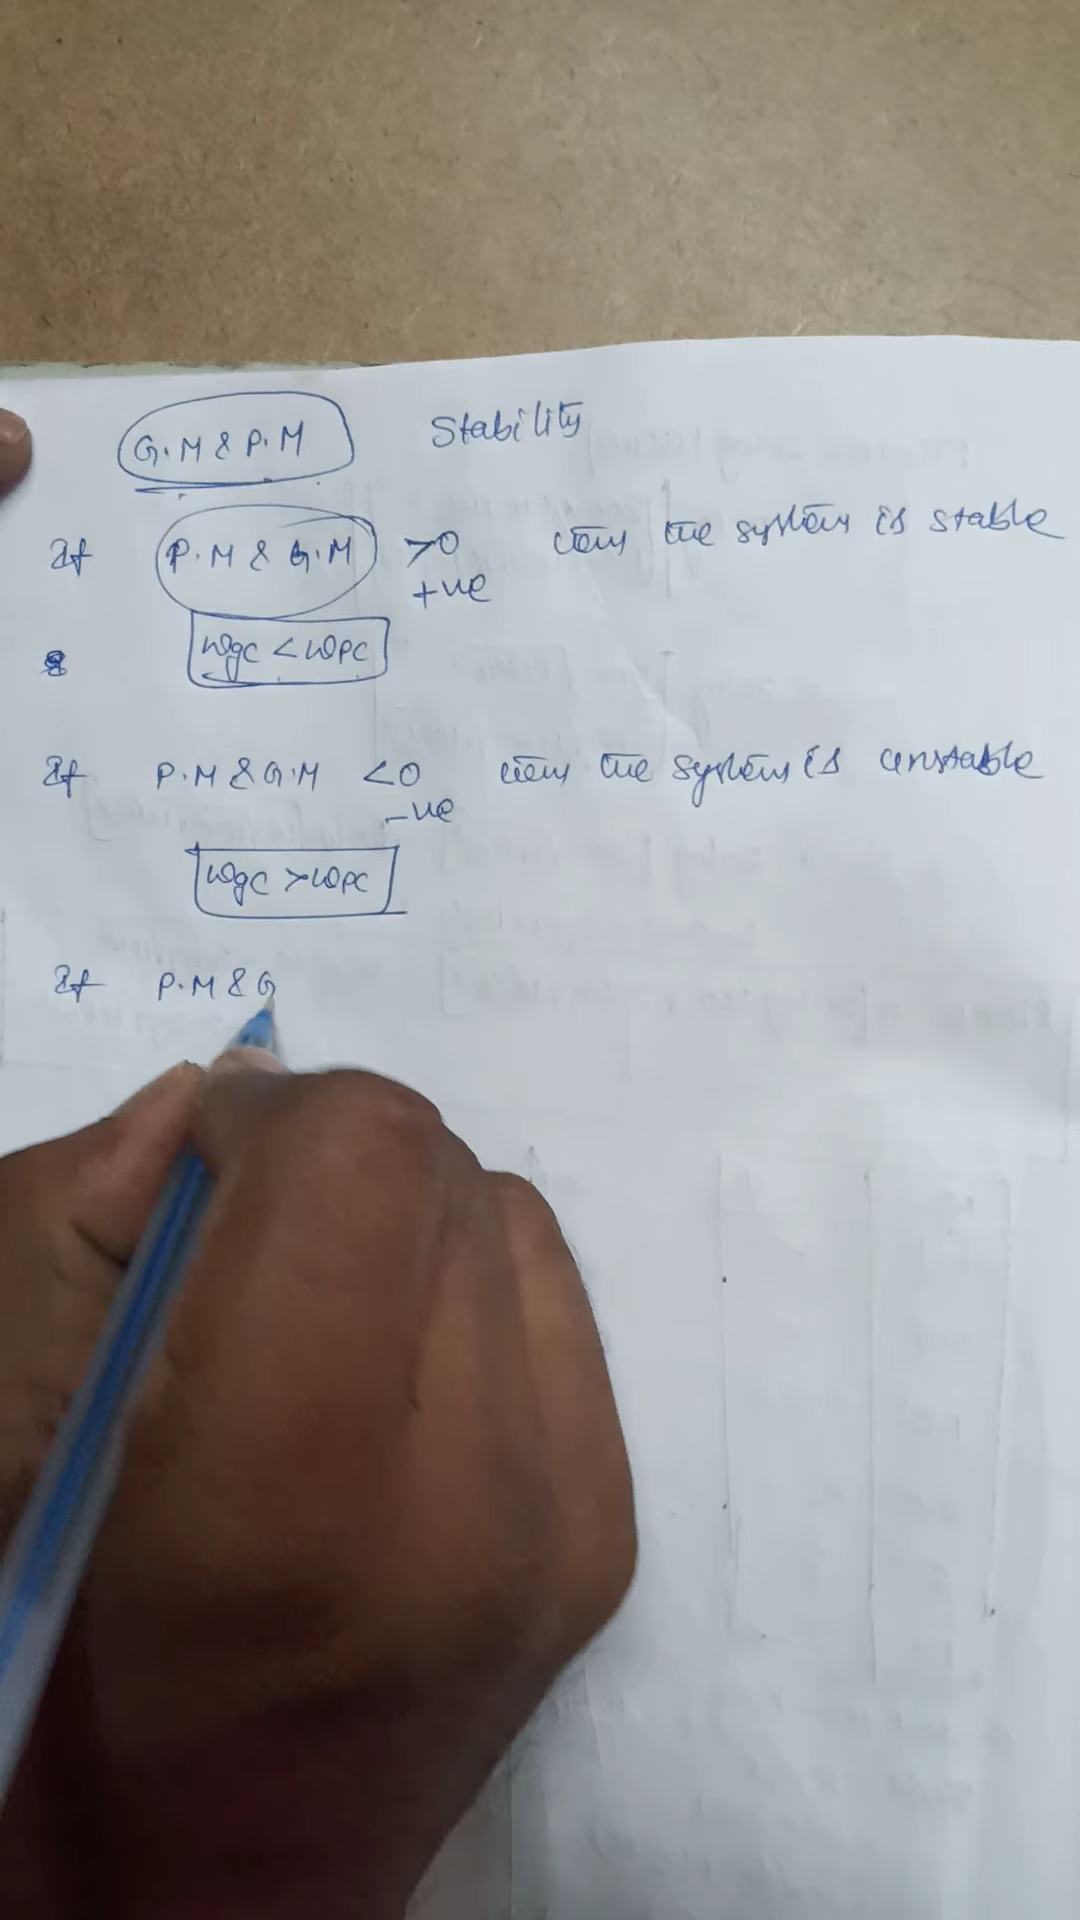 G.M & P.M Stability
If P.M & G.M >0 then the system is stable
+ve
ωgc < ωpc
If P.M & G.M <0 then the system is unstable
-ve
ωgc > ωpc
If P.M & G